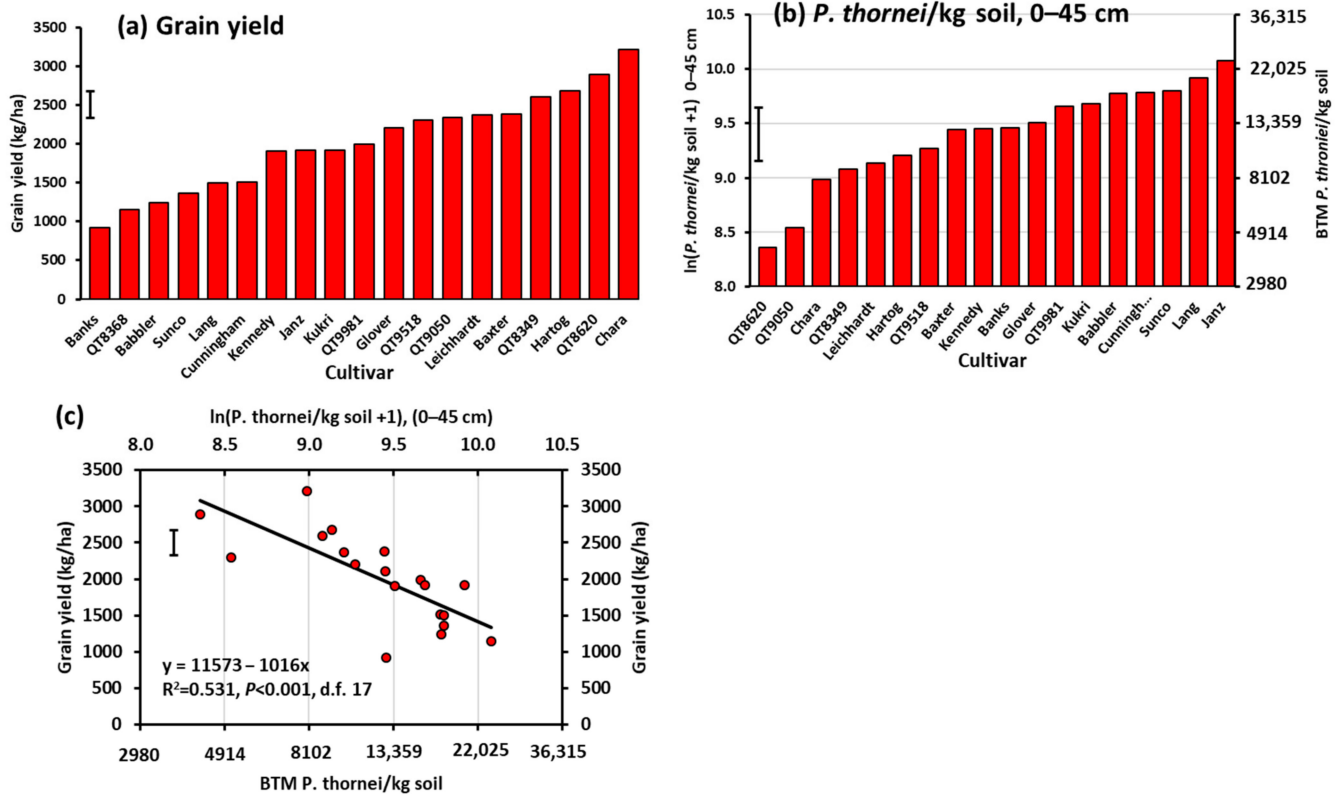 (a) Grain yield
Grain yield (kg/ha)
3500
3000
2500
2000
1500
1000
500
0
Banks
QT8368
Babbler
Sunco
Lang
Cunningham
Kennedy
Janz
Kukri
QT9981
Glover
QT9518
QT9050
Leichhardt
Baxter
QT8349
Hartog
QT8620
Chara
Cultivar
(b) P. thornei/kg soil, 0–45 cm
ln(P. thornei/kg soil +1) 0–45 cm
10.5
10.0
9.5
9.0
8.5
8.0
36,315
22,025
13,359
8102
4914
2980
BTM P. throniei/kg soil
QT8620
QT9050
Chara
QT8349
Leichhardt
Hartog
QT9518
Baxter
Kennedy
Banks
Glover
QT9981
Kukri
Babbler
Cunningh...
Sunco
Lang
Janz
Cultivar
(c)
ln(P. thornei/kg soil +1), (0–45 cm)
8.0 8.5 9.0 9.5 10.0 10.5
Grain yield (kg/ha)
3500
3000
2500
2000
1500
1000
500
0
y = 11573 – 1016x
R²=0.531, P<0.001, d.f. 17
3500
3000
2500
2000
1500
1000
500
0
Grain yield (kg/ha)
2980 4914 8102 13,359 22,025 36,315
BTM P. thornei/kg soil